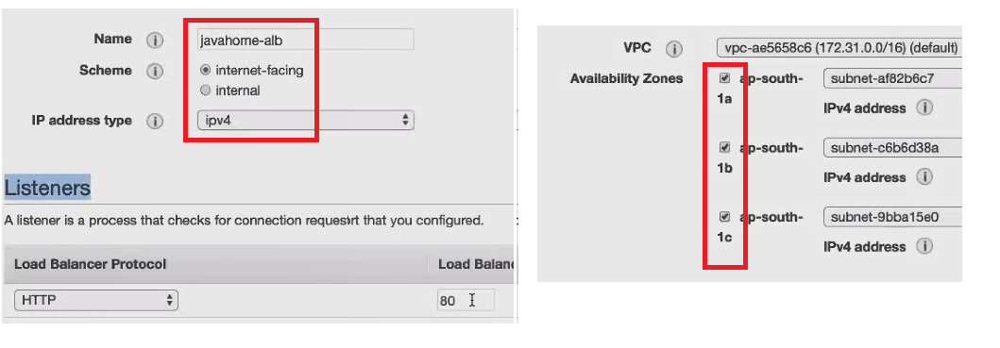 Name i javahome-alb
Scheme i internet-facing
internal
IP address type i ipv4
Listeners
A listener is a process that checks for connection request that you configured.
Load Balancer Protocol Load Balanc
HTTP 80
VPC i vpc-ae5658c6 (172.31.0.0/16) (default)
Availability Zones ap-south- subnet-af82b6c7
1a IPv4 address i
ap-south- subnet-c6b6d38a
1b IPv4 address i
ap-south- subnet-9bba15e0
1c IPv4 address i